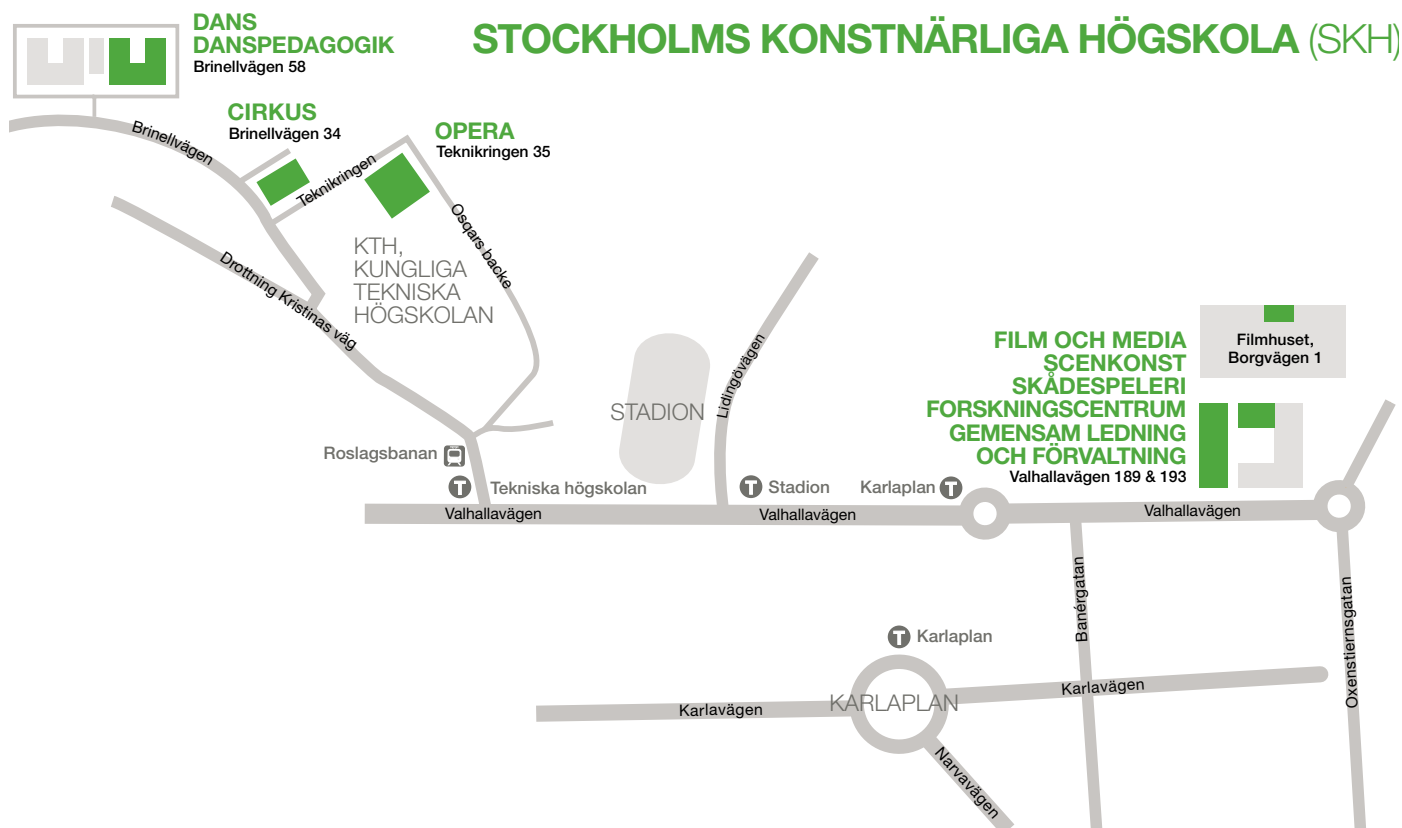 STOCKHOLMS KONSTNÄRLIGA HÖGSKOLA (SKH)
DANS
DANSPEDAGOGIK
Brinellvägen 58
CIRKUS
Brinellvägen 34
OPERA
Teknikringen 35
Brinellvägen
Teknikringen
Osqars backe
Drottning Kristinas väg
KTH,
KUNGLIGA
TEKNISKA
HÖGSKOLAN
STADION
Lidingövägen
FILM OCH MEDIA
SCENKONST
SKÅDESPELERI
FORSKNINGSCENTRUM
GEMENSAM LEDNING
OCH FÖRVALTNING
Valhallavägen 189 & 193
Filmhuset,
Borgvägen 1
Roslagsbanan
T Tekniska högskolan
T Stadion
Karlaplan T
Valhallavägen
Valhallavägen
Valhallavägen
Banérgatan
Oxenstiernsgatan
T Karlaplan
KARLAPLAN
Karlavägen
Karlavägen
Narvavägen